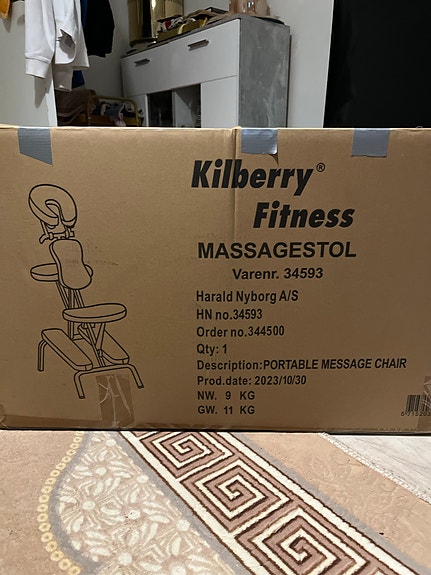 Kilberry®
Fitness
MASSAGESTOL
Varenr. 34593
Harald Nyborg A/S
HN no.34593
Order no.344500
Qty: 1
Description:PORTABLE MESSAGE CHAIR
Prod.date: 2023/10/30
NW. 9 KG
GW. 11 KG